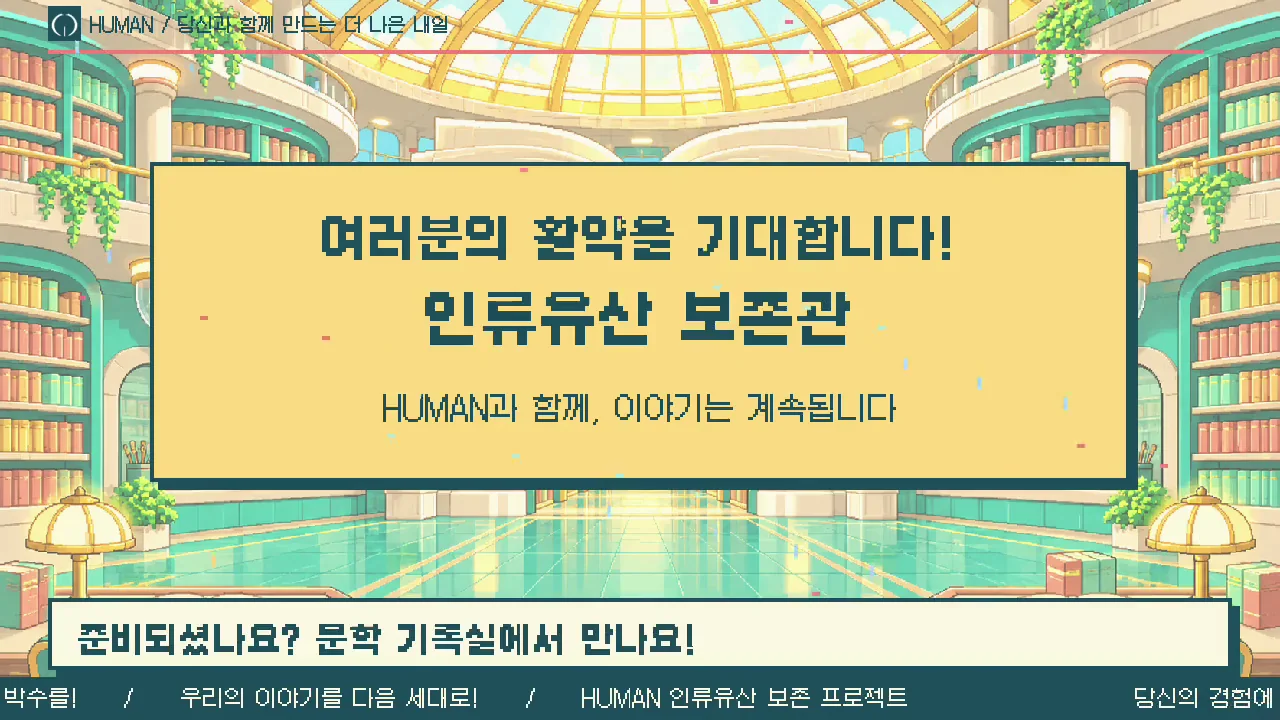 HUMAN / 당신과 함께 만드는 더 나은 내일
여러분의 활약을 기대합니다!
인류유산 보존관
HUMAN과 함께, 이야기는 계속됩니다
준비되셨나요? 문학 기록실에서 만나요!
박수를! / 우리의 이야기를 다음 세대로! / HUMAN 인류유산 보존 프로젝트 당신의 경험에